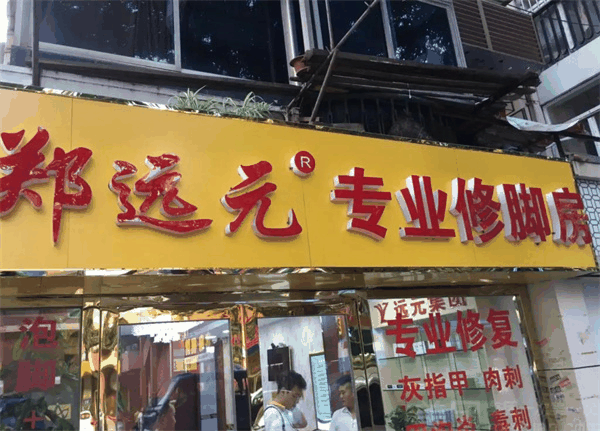 郑远元® 专业修脚房
泡脚+
远元集团
专业修复
灰指甲 肉刺